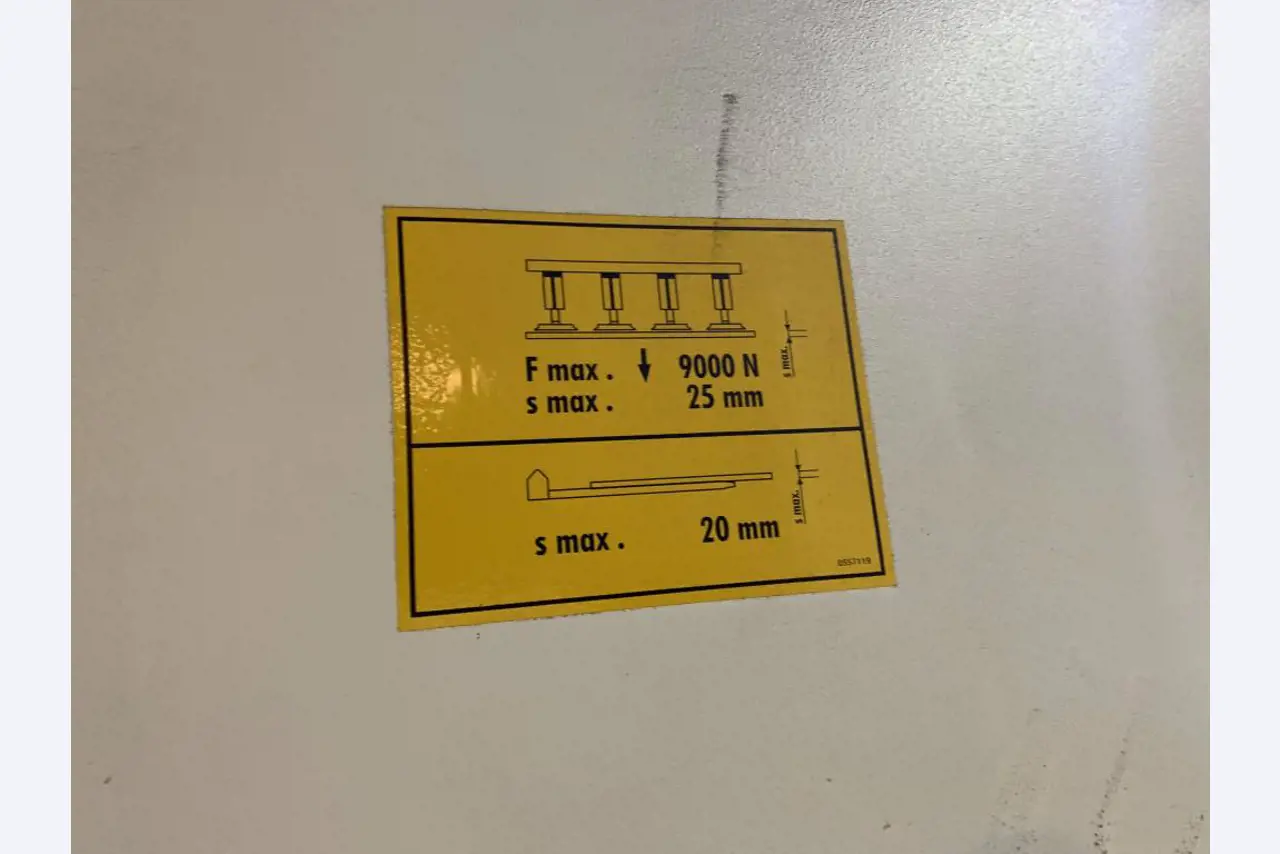 F max . 9000 N
s max . 25 mm
s max.
s max . 20 mm
s max.
0557119